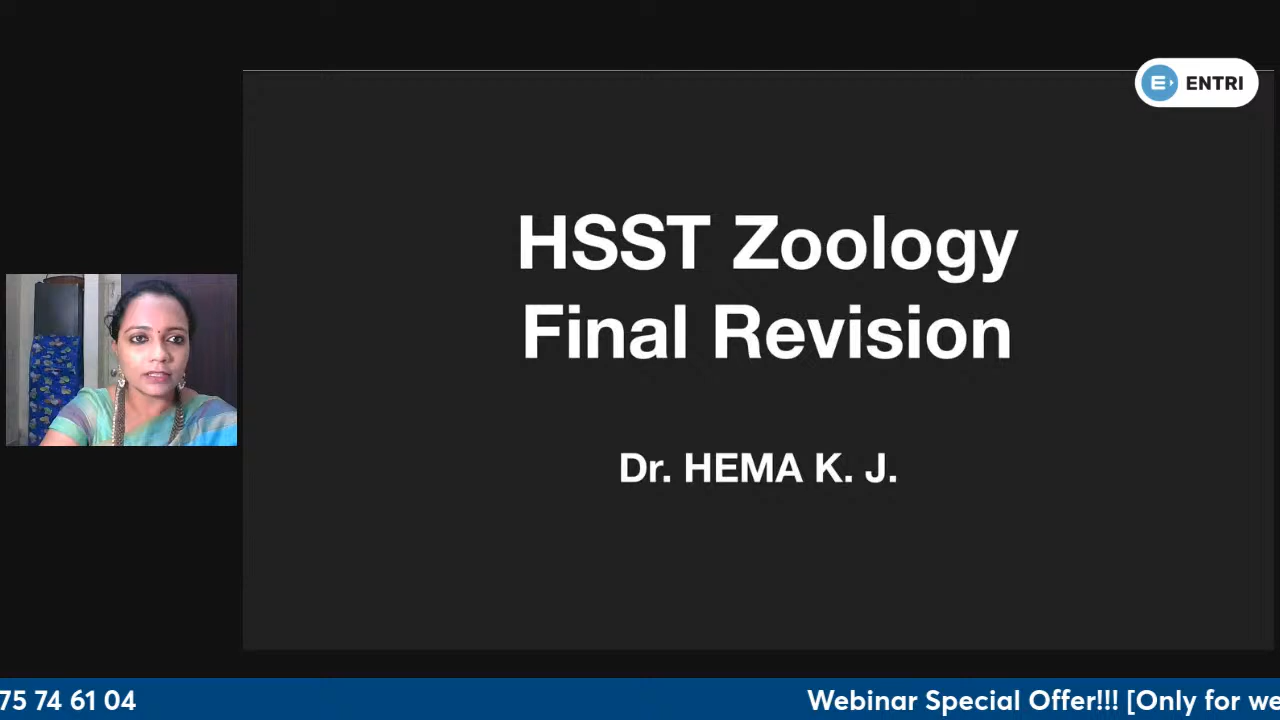 ENTRI
HSST Zoology
Final Revision
Dr. HEMA K. J.
75 74 61 04
Webinar Special Offer!!! [Only for we